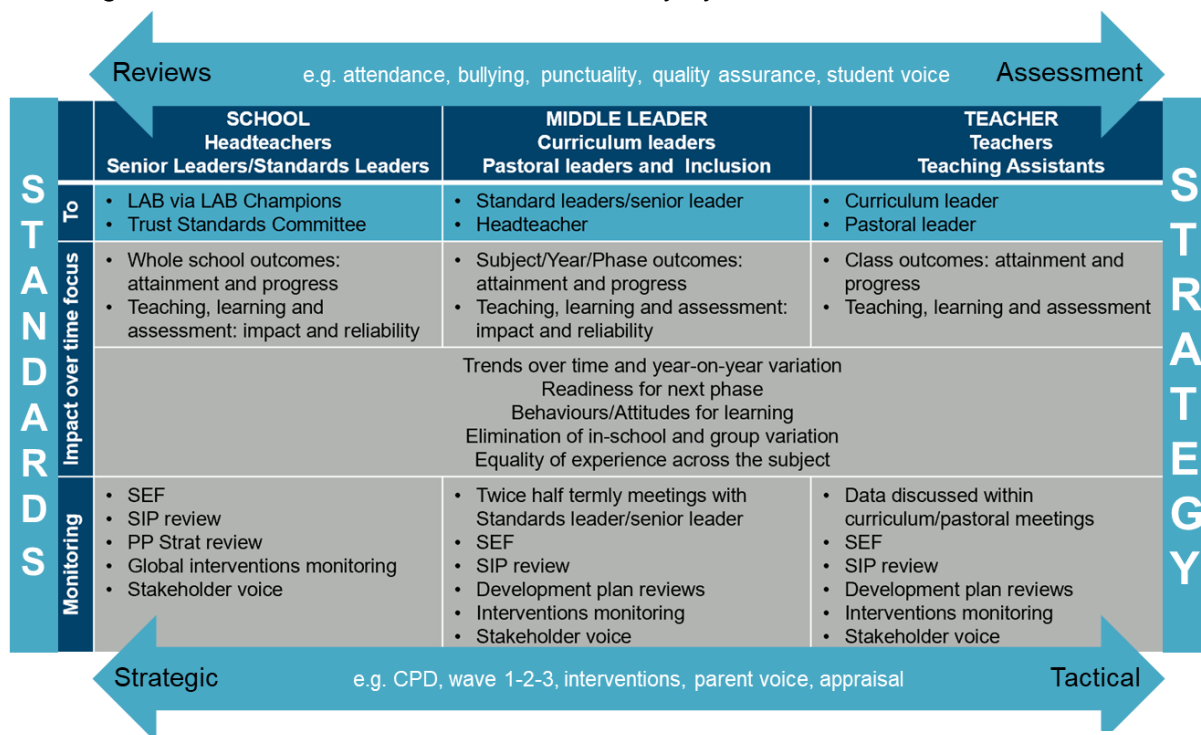 Reviews e.g. attendance, bullying, punctuality, quality assurance, student voice Assessment
STANDARDS
STRATEGY
SCHOOL
Headteachers
Senior Leaders/Standards Leaders
MIDDLE LEADER
Curriculum leaders
Pastoral leaders and Inclusion
TEACHER
Teachers
Teaching Assistants
To
• LAB via LAB Champions
• Trust Standards Committee
• Standard leaders/senior leader
• Headteacher
• Curriculum leader
• Pastoral leader
Impact over time focus
• Whole school outcomes:
attainment and progress
• Teaching, learning and
assessment: impact and reliability
• Subject/Year/Phase outcomes:
attainment and progress
• Teaching, learning and assessment:
impact and reliability
• Class outcomes: attainment and
progress
• Teaching, learning and assessment
Trends over time and year-on-year variation
Readiness for next phase
Behaviours/Attitudes for learning
Elimination of in-school and group variation
Equality of experience across the subject
Monitoring
• SEF
• SIP review
• PP Strat review
• Global interventions monitoring
• Stakeholder voice
• Twice half termly meetings with
Standards leader/senior leader
• SEF
• SIP review
• Development plan reviews
• Interventions monitoring
• Stakeholder voice
• Data discussed within
curriculum/pastoral meetings
• SEF
• SIP review
• Development plan reviews
• Interventions monitoring
• Stakeholder voice
Strategic e.g. CPD, wave 1-2-3, interventions, parent voice, appraisal Tactical